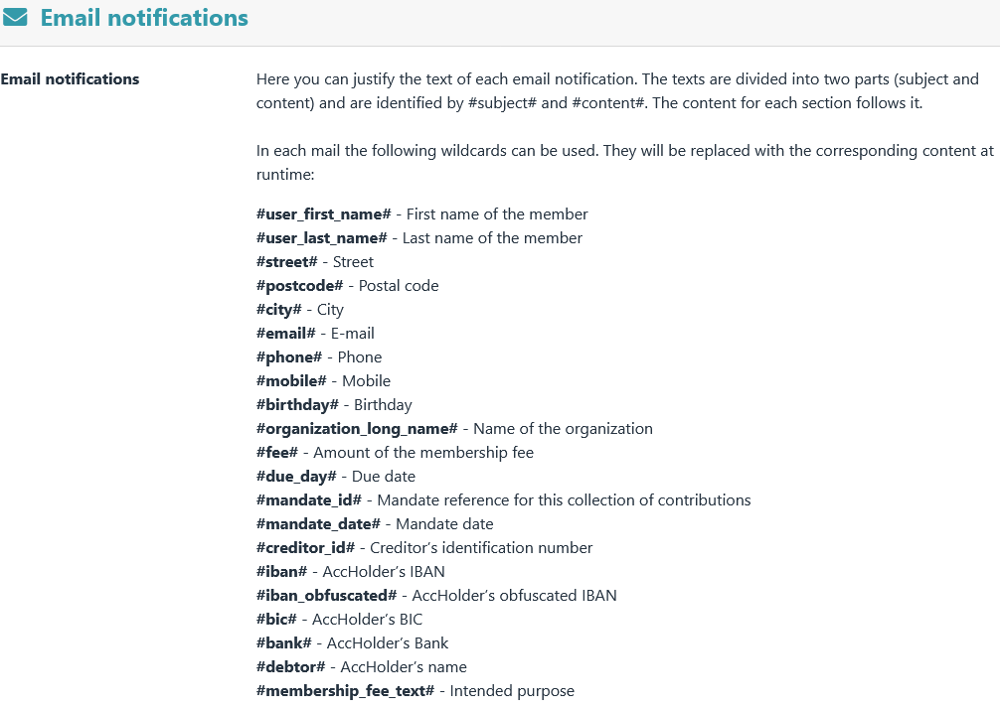 Email notifications
Email notifications
Here you can justify the text of each email notification. The texts are divided into two parts (subject and
content) and are identified by #subject# and #content#. The content for each section follows it.
In each mail the following wildcards can be used. They will be replaced with the corresponding content at
runtime:
#user_first_name# - First name of the member
#user_last_name# - Last name of the member
#street# - Street
#postcode# - Postal code
#city# - City
#email# - E-mail
#phone# - Phone
#mobile# - Mobile
#birthday# - Birthday
#organization_long_name# - Name of the organization
#fee# - Amount of the membership fee
#due_day# - Due date
#mandate_id# - Mandate reference for this collection of contributions
#mandate_date# - Mandate date
#creditor_id# - Creditor’s identification number
#iban# - AccHolder’s IBAN
#iban_obfuscated# - AccHolder’s obfuscated IBAN
#bic# - AccHolder’s BIC
#bank# - AccHolder’s Bank
#debtor# - AccHolder’s name
#membership_fee_text# - Intended purpose